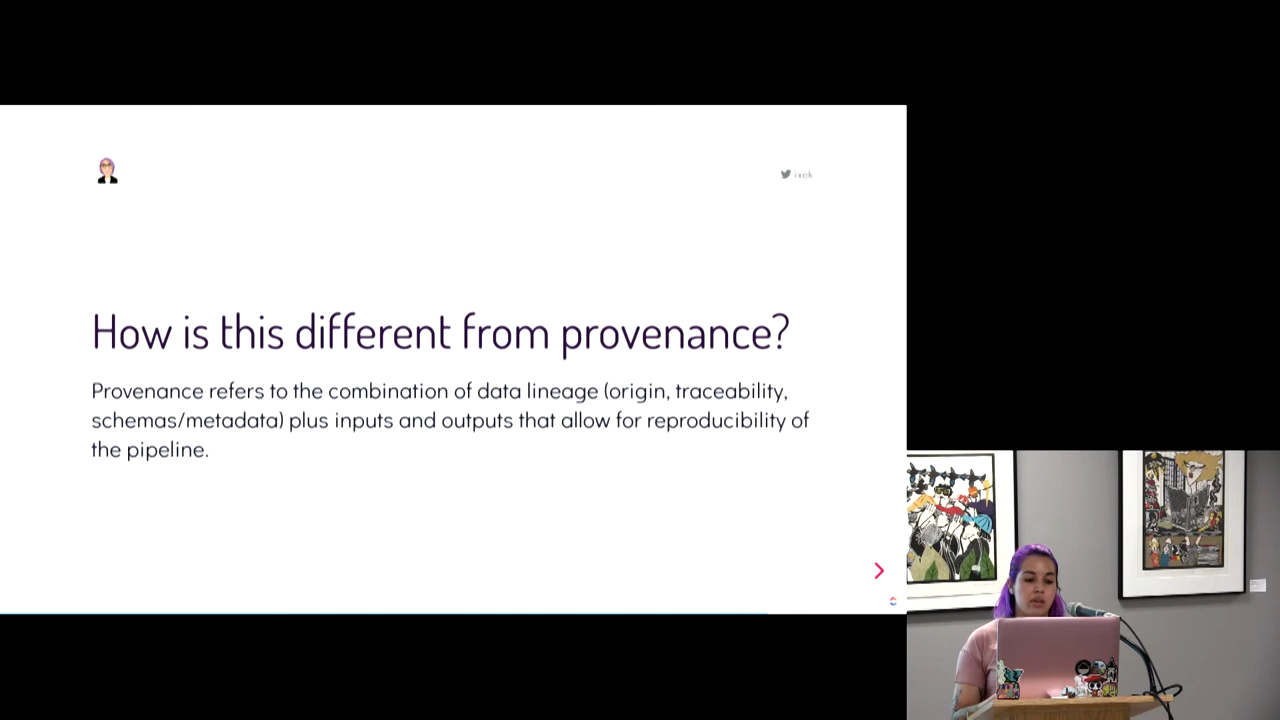 ixek
How is this different from provenance?
Provenance refers to the combination of data lineage (origin, traceability,
schemas/metadata) plus inputs and outputs that allow for reproducibility of
the pipeline.